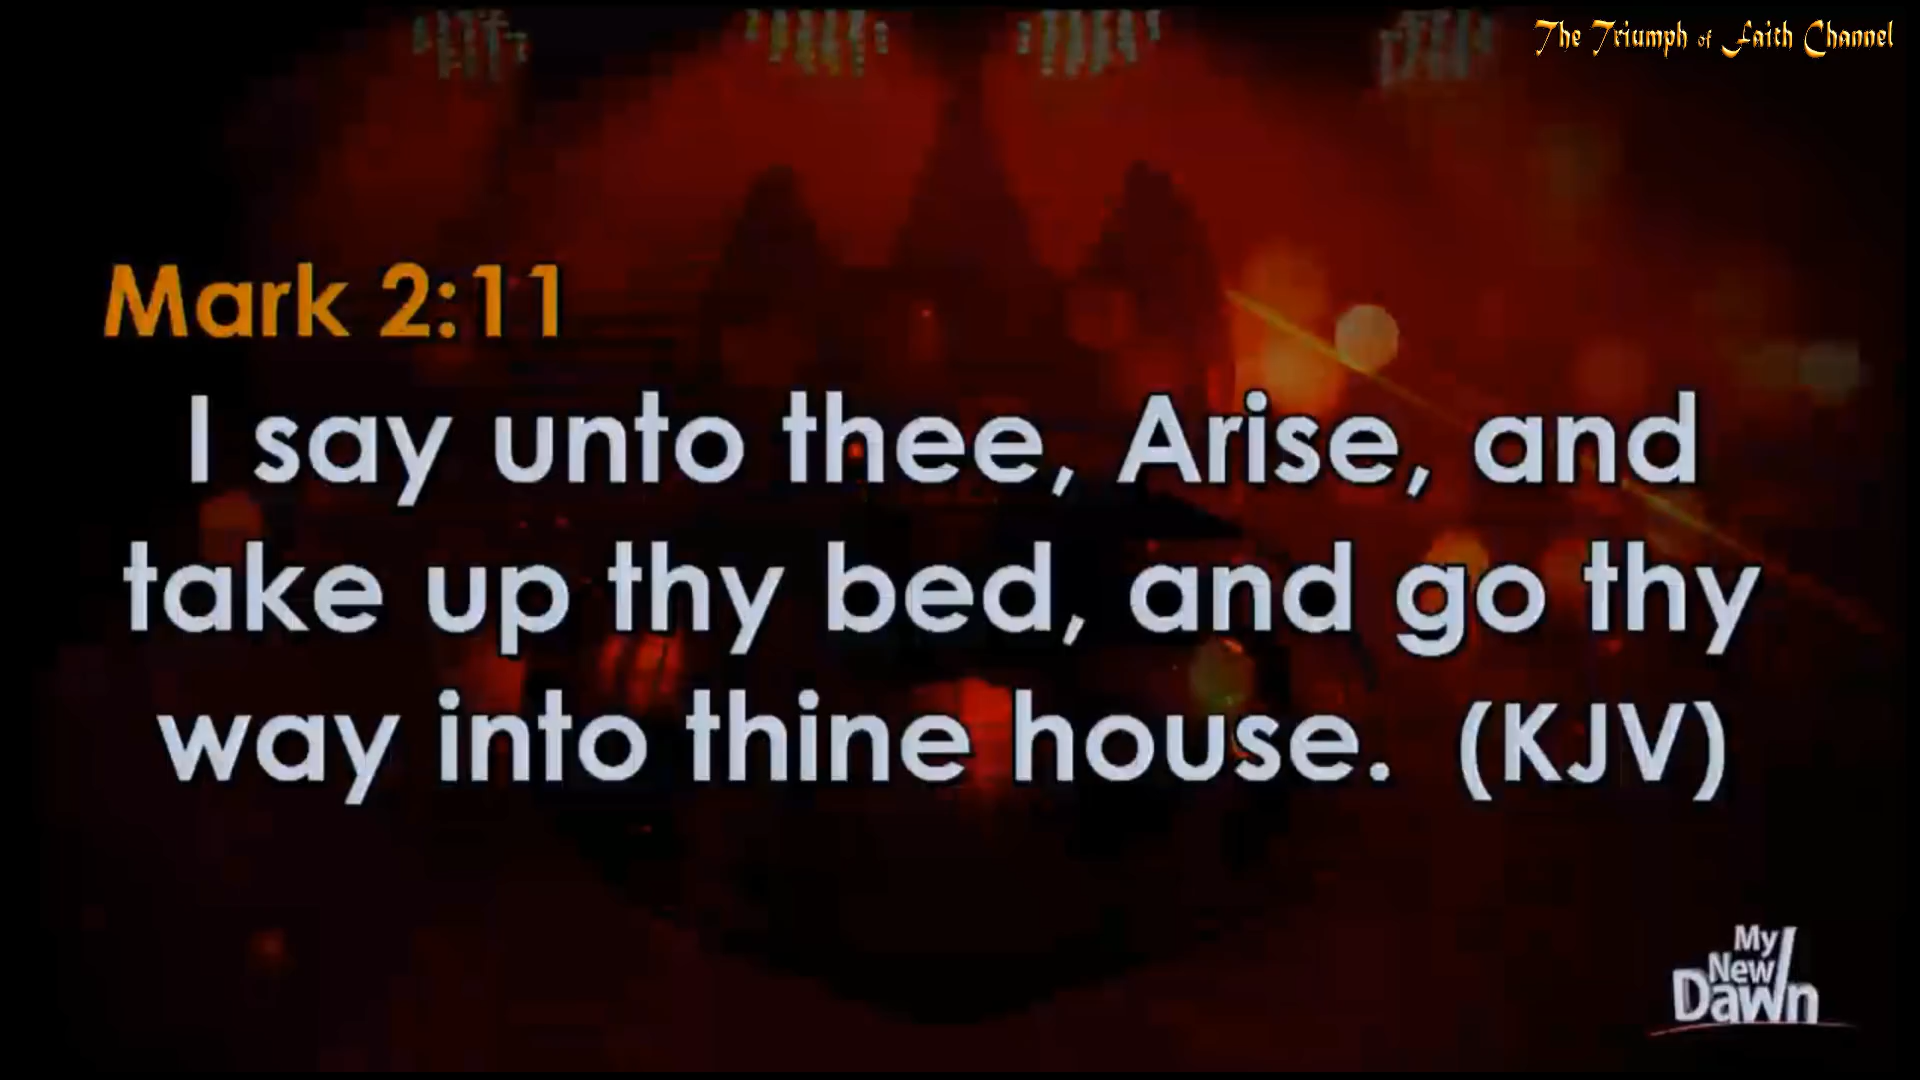 The Triumph of Faith Channel
Mark 2:11
I say unto thee, Arise, and
take up thy bed, and go thy
way into thine house. (KJV)
My
New
Dawn